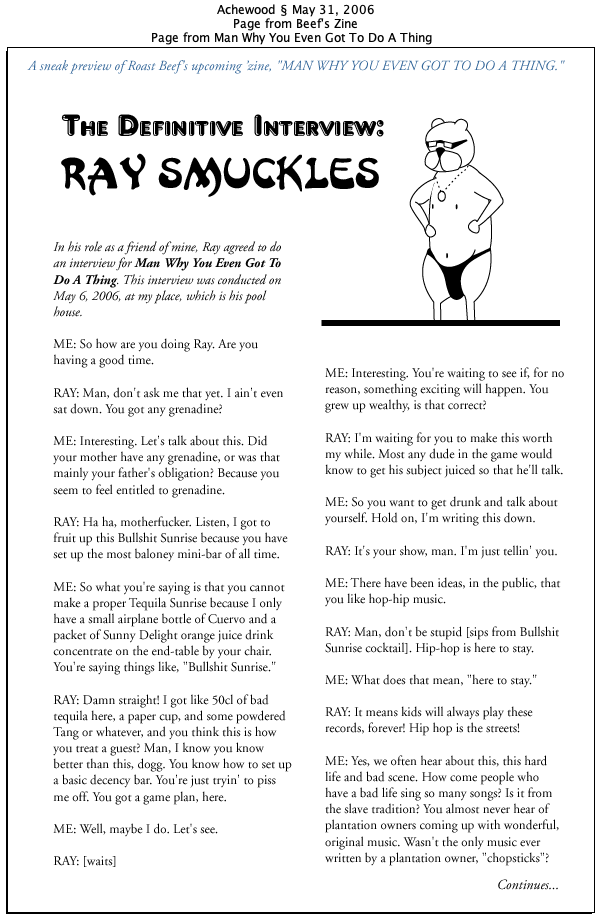 Achewood § May 31, 2006
Page from Beef's Zine
Page from Man Why You Even Got To Do A Thing
A sneak preview of Roast Beef's upcoming 'zine, "MAN WHY YOU EVEN GOT TO DO A THING."
The Definitive Interview:
RAY SMUCKLES
In his role as a friend of mine, Ray agreed to do
an interview for Man Why You Even Got To
Do A Thing. This interview was conducted on
May 6, 2006, at my place, which is his pool
house.
ME: So how are you doing Ray. Are you
having a good time.
RAY: Man, don't ask me that yet. I ain't even
sat down. You got any grenadine?
ME: Interesting. Let's talk about this. Did
your mother have any grenadine, or was that
mainly your father's obligation? Because you
seem to feel entitled to grenadine.
RAY: Ha ha, motherfucker. Listen, I got to
fruit up this Bullshit Sunrise because you have
set up the most baloney mini-bar of all time.
ME: So what you're saying is that you cannot
make a proper Tequila Sunrise because I only
have a small airplane bottle of Cuervo and a
packet of Sunny Delight orange juice drink
concentrate on the end-table by your chair.
You're saying things like, "Bullshit Sunrise."
RAY: Damn straight! I got like 50cl of bad
tequila here, a paper cup, and some powdered
Tang or whatever, and you think this is how
you treat a guest? Man, I know you know
better than this, dogg. You know how to set up
a basic decency bar. You're just tryin' to piss
me off. You got a game plan, here.
ME: Well, maybe I do. Let's see.
RAY: [waits]
ME: Interesting. You're waiting to see if, for no
reason, something exciting will happen. You
grew up wealthy, is that correct?
RAY: I'm waiting for you to make this worth
my while. Most any dude in the game would
know to get his subject juiced so that he'll talk.
ME: So you want to get drunk and talk about
yourself. Hold on, I'm writing this down.
RAY: It's your show, man. I'm just tellin' you.
ME: There have been ideas, in the public, that
you like hop-hip music.
RAY: Man, don't be stupid [sips from Bullshit
Sunrise cocktail]. Hip-hop is here to stay.
ME: What does that mean, "here to stay."
RAY: It means kids will always play these
records, forever! Hip hop is the streets!
ME: Yes, we often hear about this, this hard
life and bad scene. How come people who
have a bad life sing so many songs? Is it from
the slave tradition? You almost never hear of
plantation owners coming up with wonderful,
original music. Wasn't the only music ever
written by a plantation owner, "chopsticks"?
Continues...